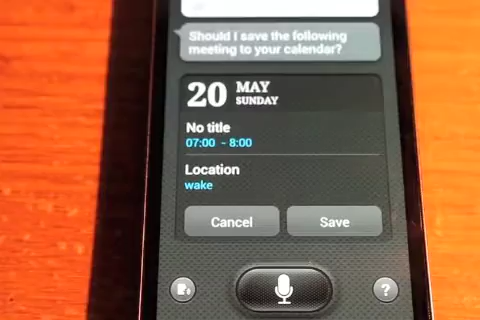 Should I save the following
meeting to your calendar?
20 MAY
SUNDAY
No title
07:00 - 8:00
Location
wake
Cancel Save
?